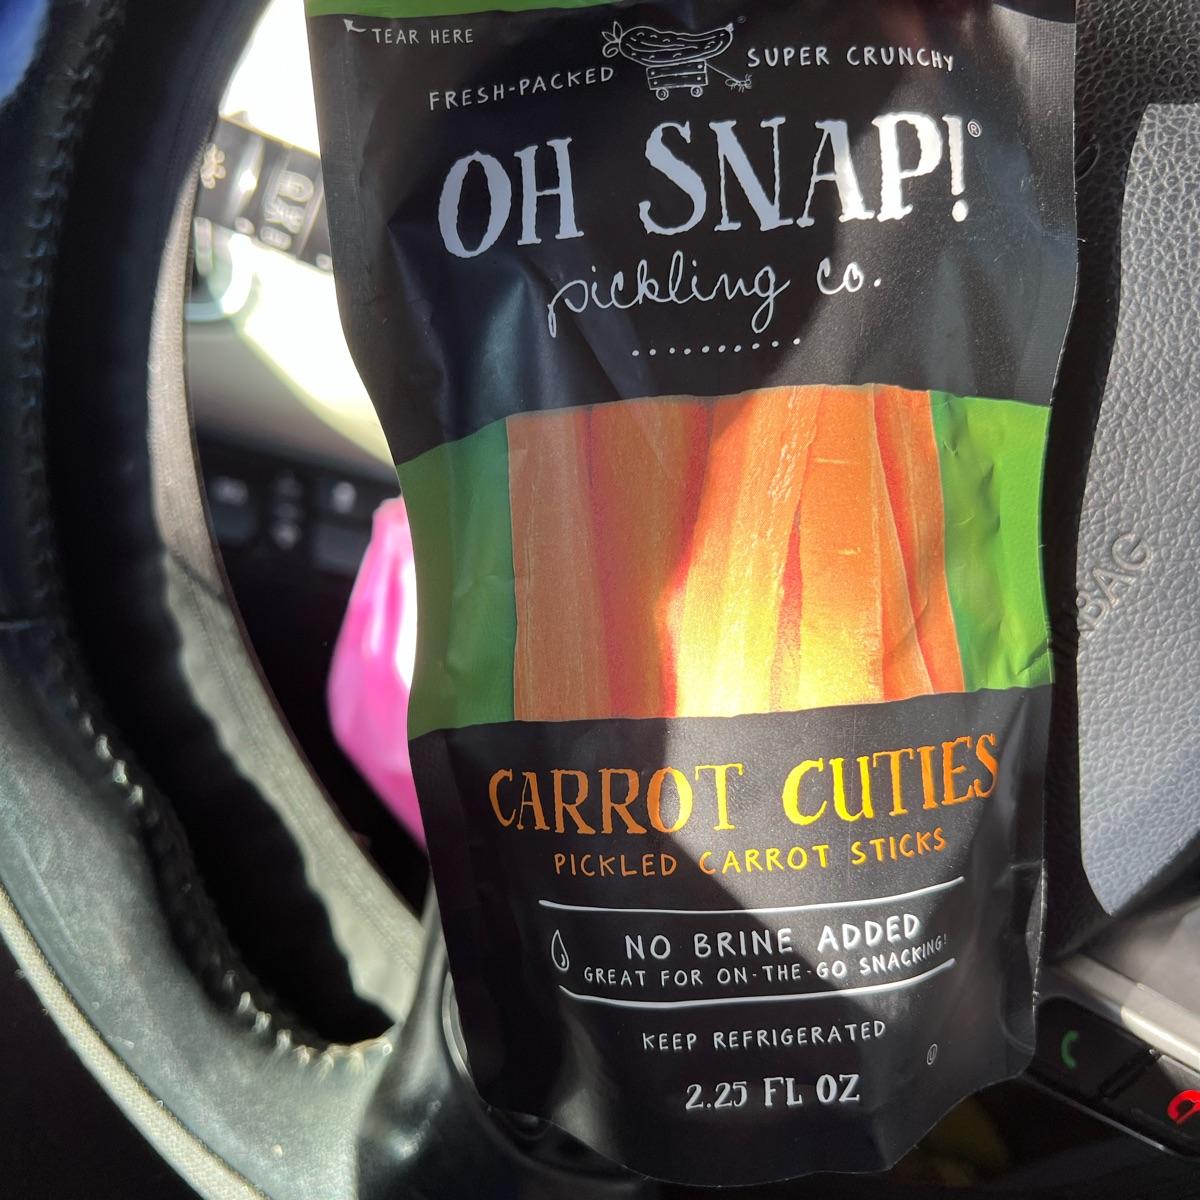 TEAR HERE
FRESH-PACKED
SUPER CRUNCHY
OH SNAP!®
pickling co.
CARROT CUTIES
PICKLED CARROT STICKS
NO BRINE ADDED
GREAT FOR ON-THE-GO SNACKING!
KEEP REFRIGERATED
U
2.25 FL OZ
BAG